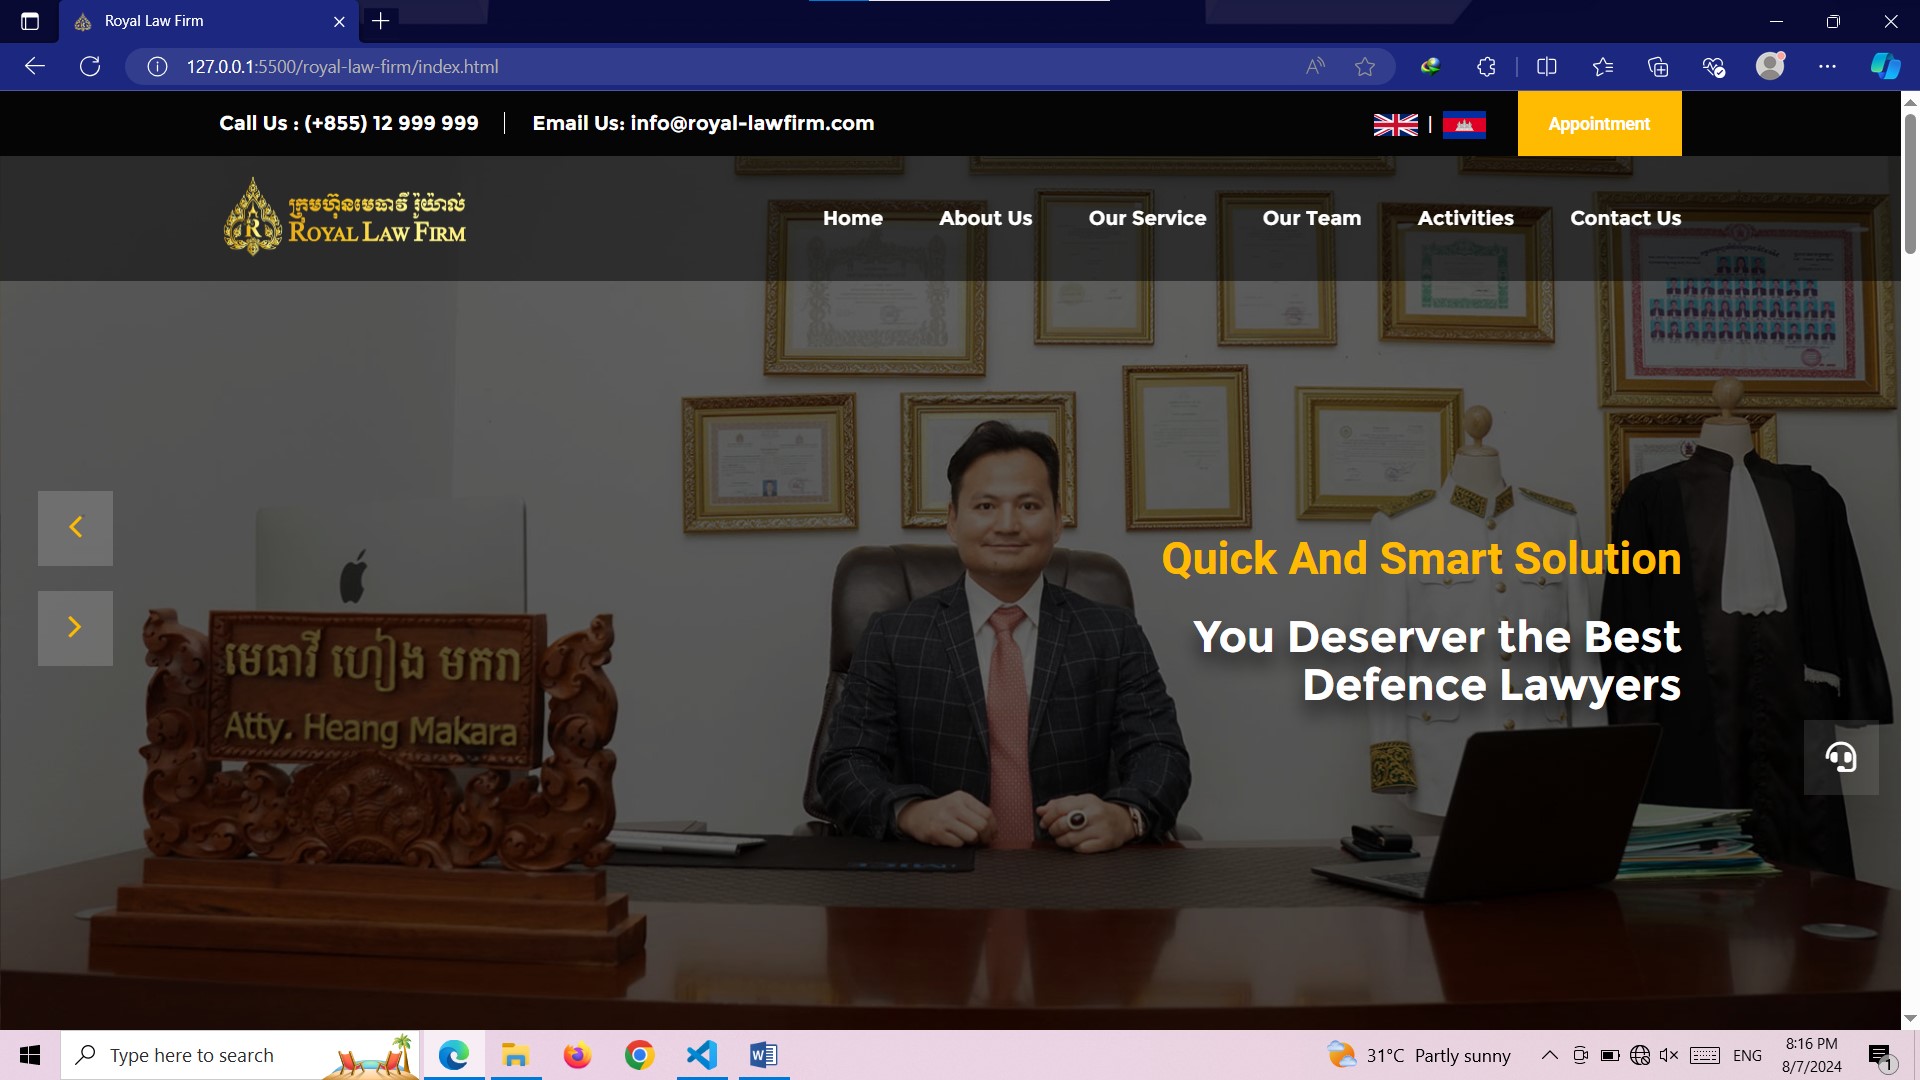 Royal Law Firm
127.0.0.1:5500/royal-law-firm/index.html
Call Us : (+855) 12 999 999
Email Us: info@royal-lawfirm.com
|
Appointment
ក្រុមហ៊ុនមេធាវី រ៉ូយ៉ាល់
R
ROYAL LAW FIRM
Home
About Us
Our Service
Our Team
Activities
Contact Us
Quick And Smart Solution
You Deserver the Best
Defence Lawyers
មេធាវី ហៀង មករា
Atty. Heang Makara
Type here to search
31°C Partly sunny
ENG
8:16 PM
8/7/2024
1